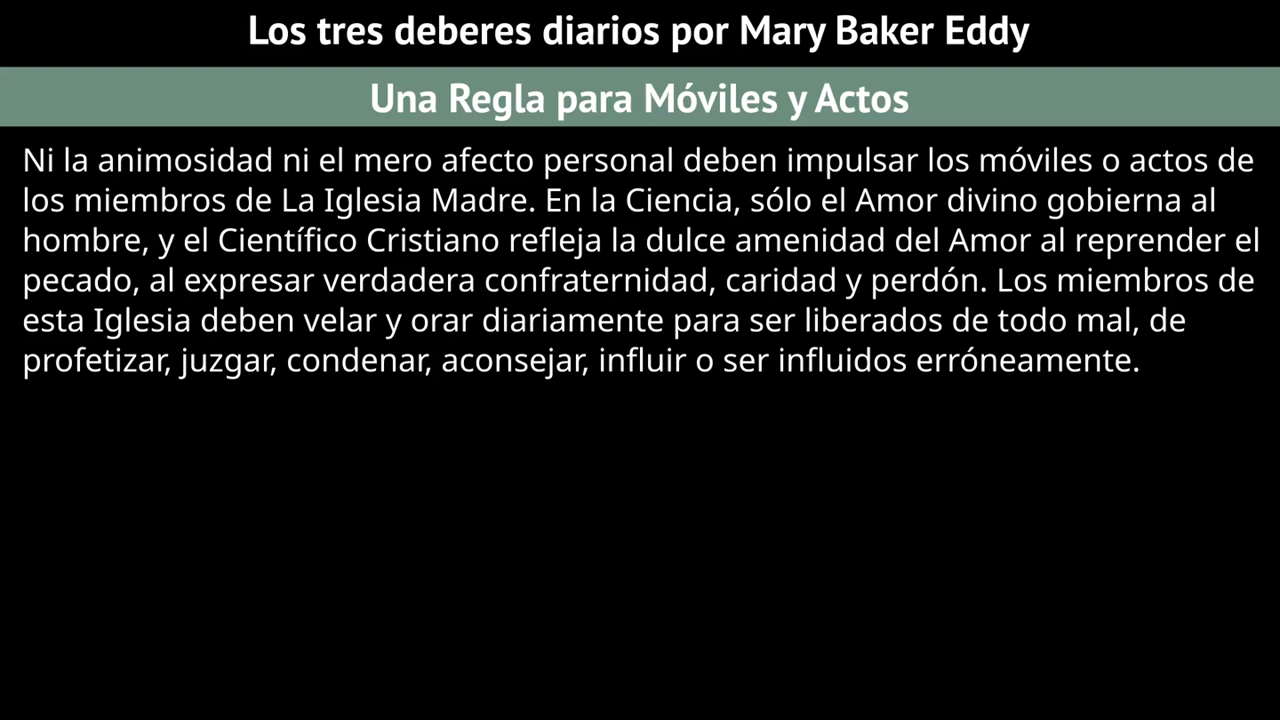 Los tres deberes diarios por Mary Baker Eddy
Una Regla para Móviles y Actos
Ni la animosidad ni el mero afecto personal deben impulsar los móviles o actos de
los miembros de La Iglesia Madre. En la Ciencia, sólo el Amor divino gobierna al
hombre, y el Científico Cristiano refleja la dulce amenidad del Amor al reprender el
pecado, al expresar verdadera confraternidad, caridad y perdón. Los miembros de
esta Iglesia deben velar y orar diariamente para ser liberados de todo mal, de
profetizar, juzgar, condenar, aconsejar, influir o ser influidos erróneamente.